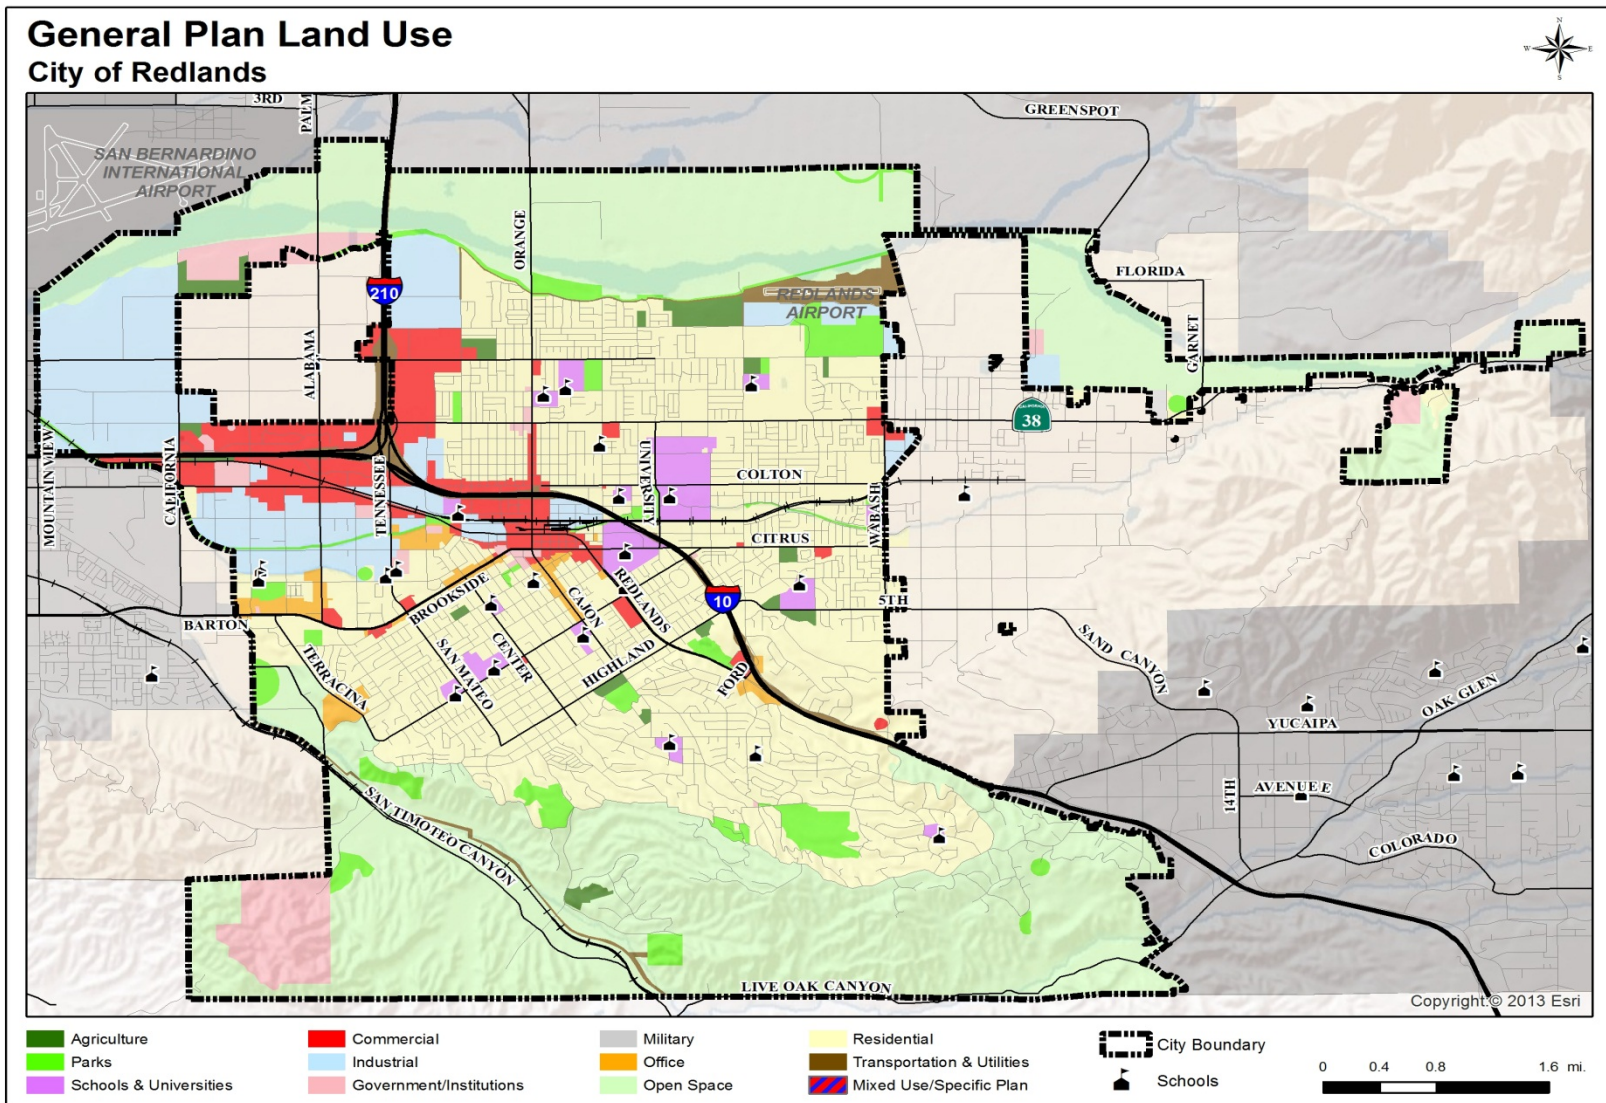 General Plan Land Use
City of Redlands
N
W
E
S
3RD
PALM
GREENSPOT
SAN BERNARDINO
INTERNATIONAL
AIRPORT
ORANGE
210
FLORIDA
REDLANDS
AIRPORT
ALABAMA
GARNET
CALIFORNIA
38
MOUNTAIN VIEW
CALIFORNIA
TENNESSEE
UNIVERSITY
COLTON
WABASH
CITRUS
BROOKSIDE
REDLANDS
CAJON
10
5TH
BARTON
SAND CANYON
TERRACINA
SAN MATEO
CENTER
HIGHLAND
FORD
OAK GLEN
YUCAIPA
14TH
AVENUE E
SAN TIMOTEO CANYON
COLORADO
LIVE OAK CANYON
Copyright:© 2013 Esri
Agriculture
Parks
Schools & Universities
Commercial
Industrial
Government/Institutions
Military
Office
Open Space
Residential
Transportation & Utilities
Mixed Use/Specific Plan
City Boundary
Schools
0 0.4 0.8 1.6 mi.